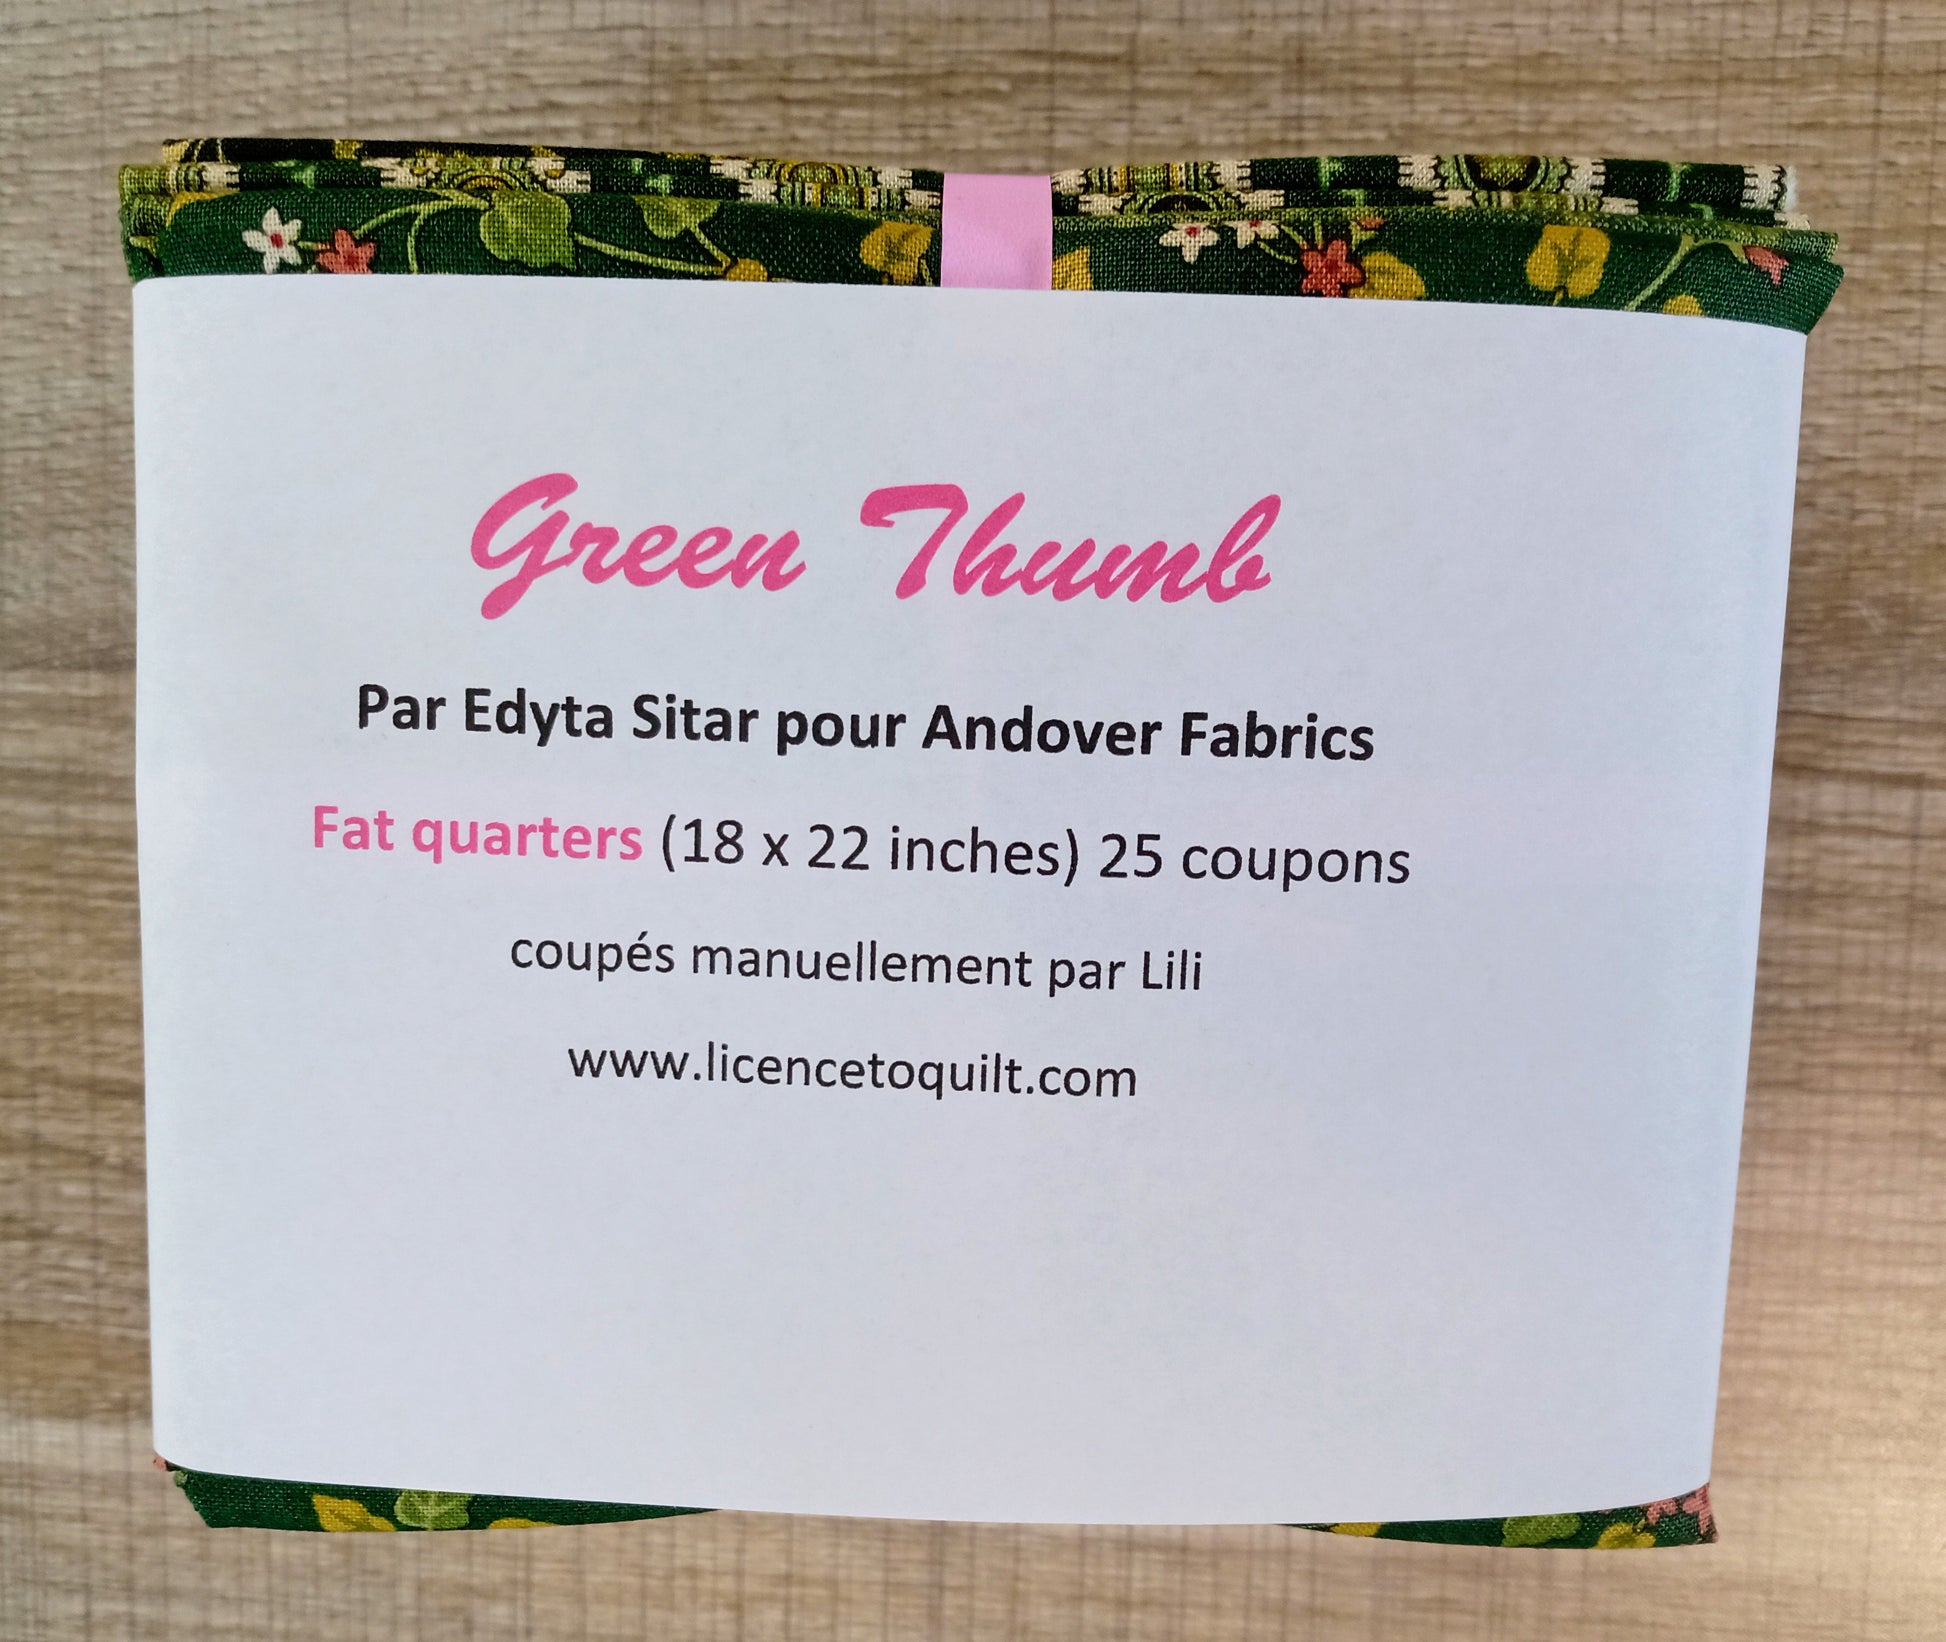 Green Thumb
Par Edyta Sitar pour Andover Fabrics
Fat quarters (18 x 22 inches) 25 coupons
coupés manuellement par Lili
www.licencetoquilt.com